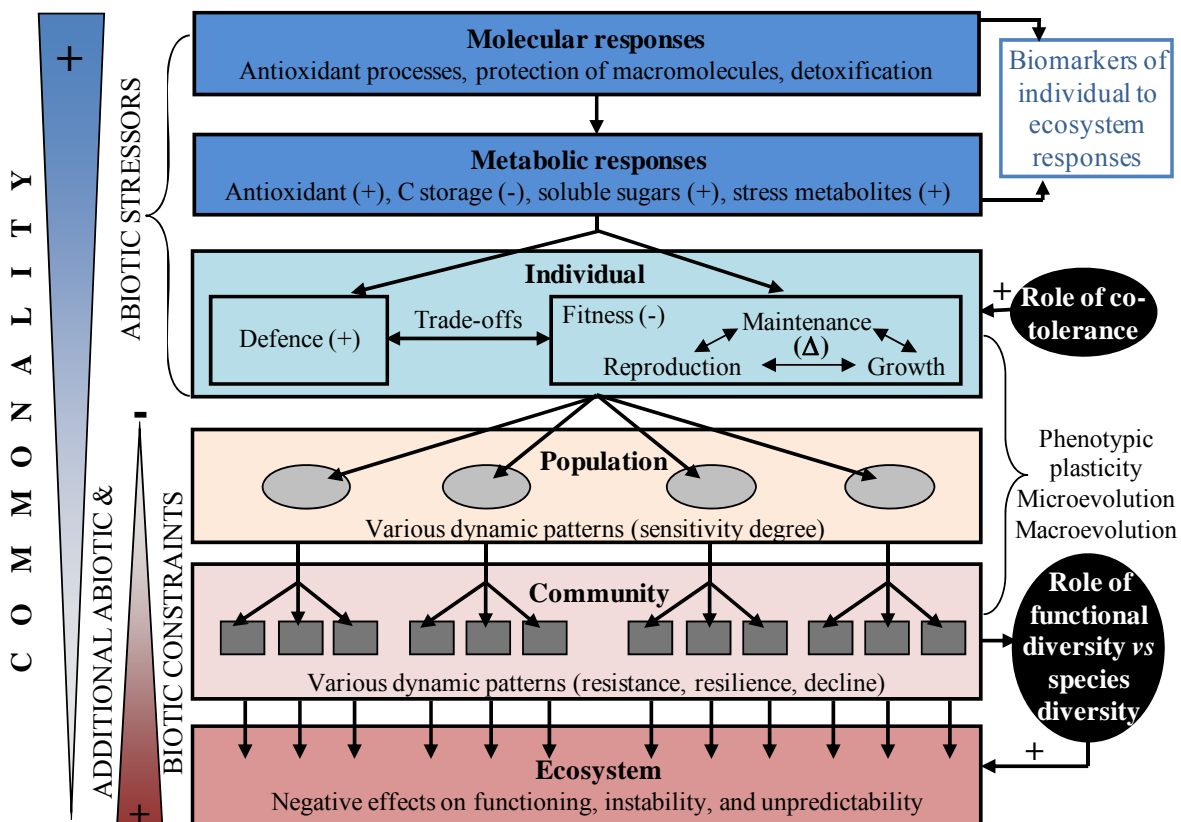 COMMONALITY
+
ABIOTIC STRESSORS
Molecular responses
Antioxidant processes, protection of macromolecules, detoxification
Biomarkers of
individual to
ecosystem
responses
Metabolic responses
Antioxidant (+), C storage (-), soluble sugars (+), stress metabolites (+)
Individual
Defence (+)
Trade-offs
Fitness (-)
Maintenance
(Δ)
Reproduction
Growth
+
Role of co-
tolerance
-
ADDITIONAL ABIOTIC &
BIOTIC CONSTRAINTS
+
Population
Various dynamic patterns (sensitivity degree)
Phenotypic
plasticity
Microevolution
Macroevolution
Community
Various dynamic patterns (resistance, resilience, decline)
Role of
functional
diversity vs
species
diversity
+
Ecosystem
Negative effects on functioning, instability, and unpredictability